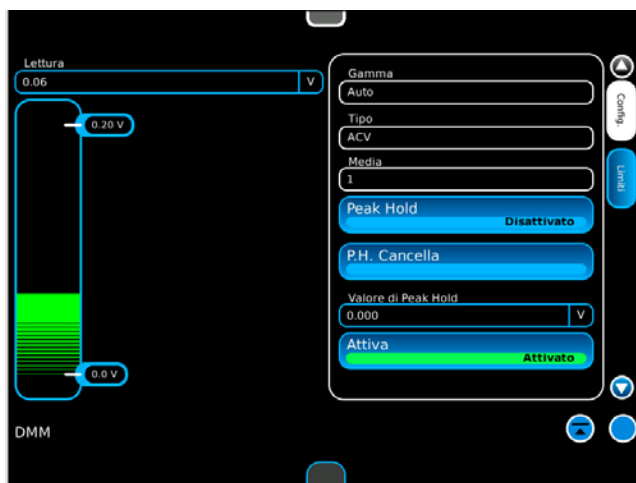 Lettura
0.06 V
0.20 V
0.0 V
Gamma
Auto
Tipo
ACV
Media
1
Peak Hold
Disattivato
P.H. Cancella
Valore di Peak Hold
0.000 V
Attiva
Attivato
Config.
Limiti
DMM